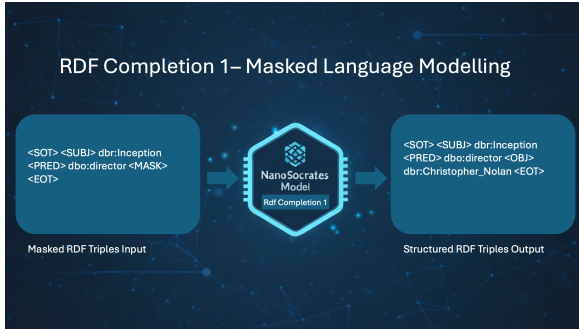 RDF Completion 1– Masked Language Modelling
<SOT> <SUBJ> dbr:Inception
<PRED> dbo:director <MASK>
<EOT>
Masked RDF Triples Input
NanoSocrates
Model
Rdf Completion 1
<SOT> <SUBJ> dbr:Inception
<PRED> dbo:director <OBJ>
dbr:Christopher_Nolan <EOT>
Structured RDF Triples Output